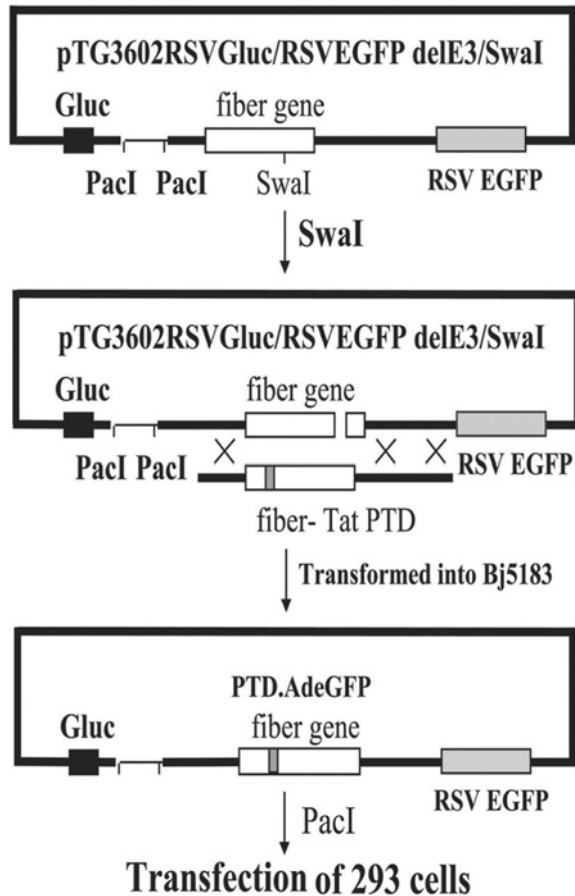 pTG3602RSVGluc/RSVEGFP delE3/SwaI
Gluc
fiber gene
PacI PacI
SwaI
RSV EGFP
SwaI
pTG3602RSVGluc/RSVEGFP delE3/SwaI
Gluc
fiber gene
PacI PacI
RSV EGFP
fiber- Tat PTD
Transformed into Bj5183
PTD.AdeGFP
Gluc
fiber gene
RSV EGFP
PacI
Transfection of 293 cells